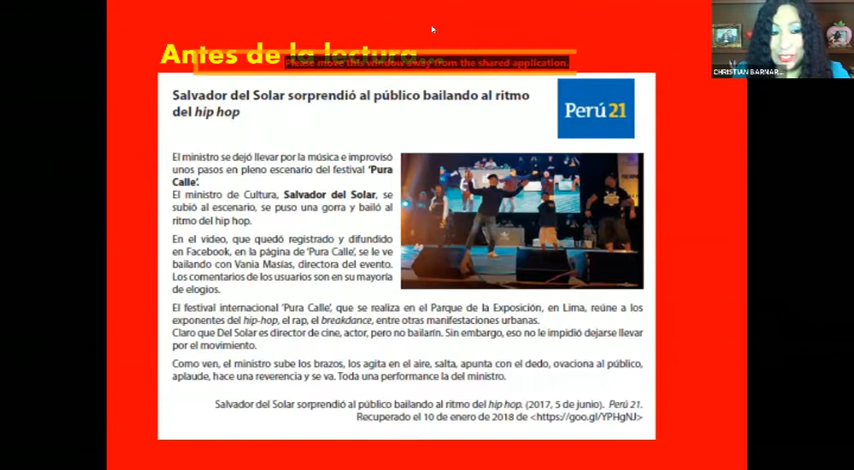 Antes de la lectura...
Please move this window away from the shared application.
CHRISTIAN BARNAR...
Salvador del Solar sorprendió al público bailando al ritmo
del hip hop
Perú 21
El ministro se dejó llevar por la música e improvisó
unos pasos en pleno escenario del festival 'Pura
Calle'.
El ministro de Cultura, Salvador del Solar, se
subió al escenario, se puso una gorra y bailó al
ritmo del hip hop.
En el video, que quedó registrado y difundido
en Facebook, en la página de 'Pura Calle', se le ve
bailando con Vania Masías, directora del evento.
Los comentarios de los usuarios son en su mayoría
de elogios.
El festival internacional 'Pura Calle', que se realiza en el Parque de la Exposición, en Lima, reúne a los
exponentes del hip-hop, el rap, el breakdance, entre otras manifestaciones urbanas.
Claro que Del Solar es director de cine, actor, pero no bailarín. Sin embargo, eso no le impidió dejarse llevar
por el movimiento.
Como ven, el ministro sube los brazos, los agita en el aire, salta, apunta con el dedo, ovaciona al público,
aplaude, hace una reverencia y se va. Toda una performance la del ministro.
Salvador del Solar sorprendió al público bailando al ritmo del hip hop. (2017, 5 de junio). Perú 21.
Recuperado el 10 de enero de 2018 de <https://goo.gl/YPHgNJ>